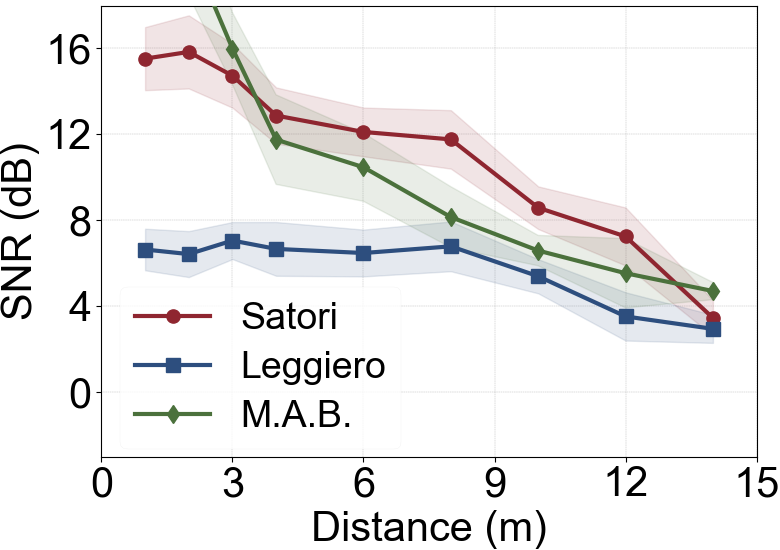 SNR (dB)
16
12
8
4
0
Satori
Leggiero
M.A.B.
0 3 6 9 12 15
Distance (m)